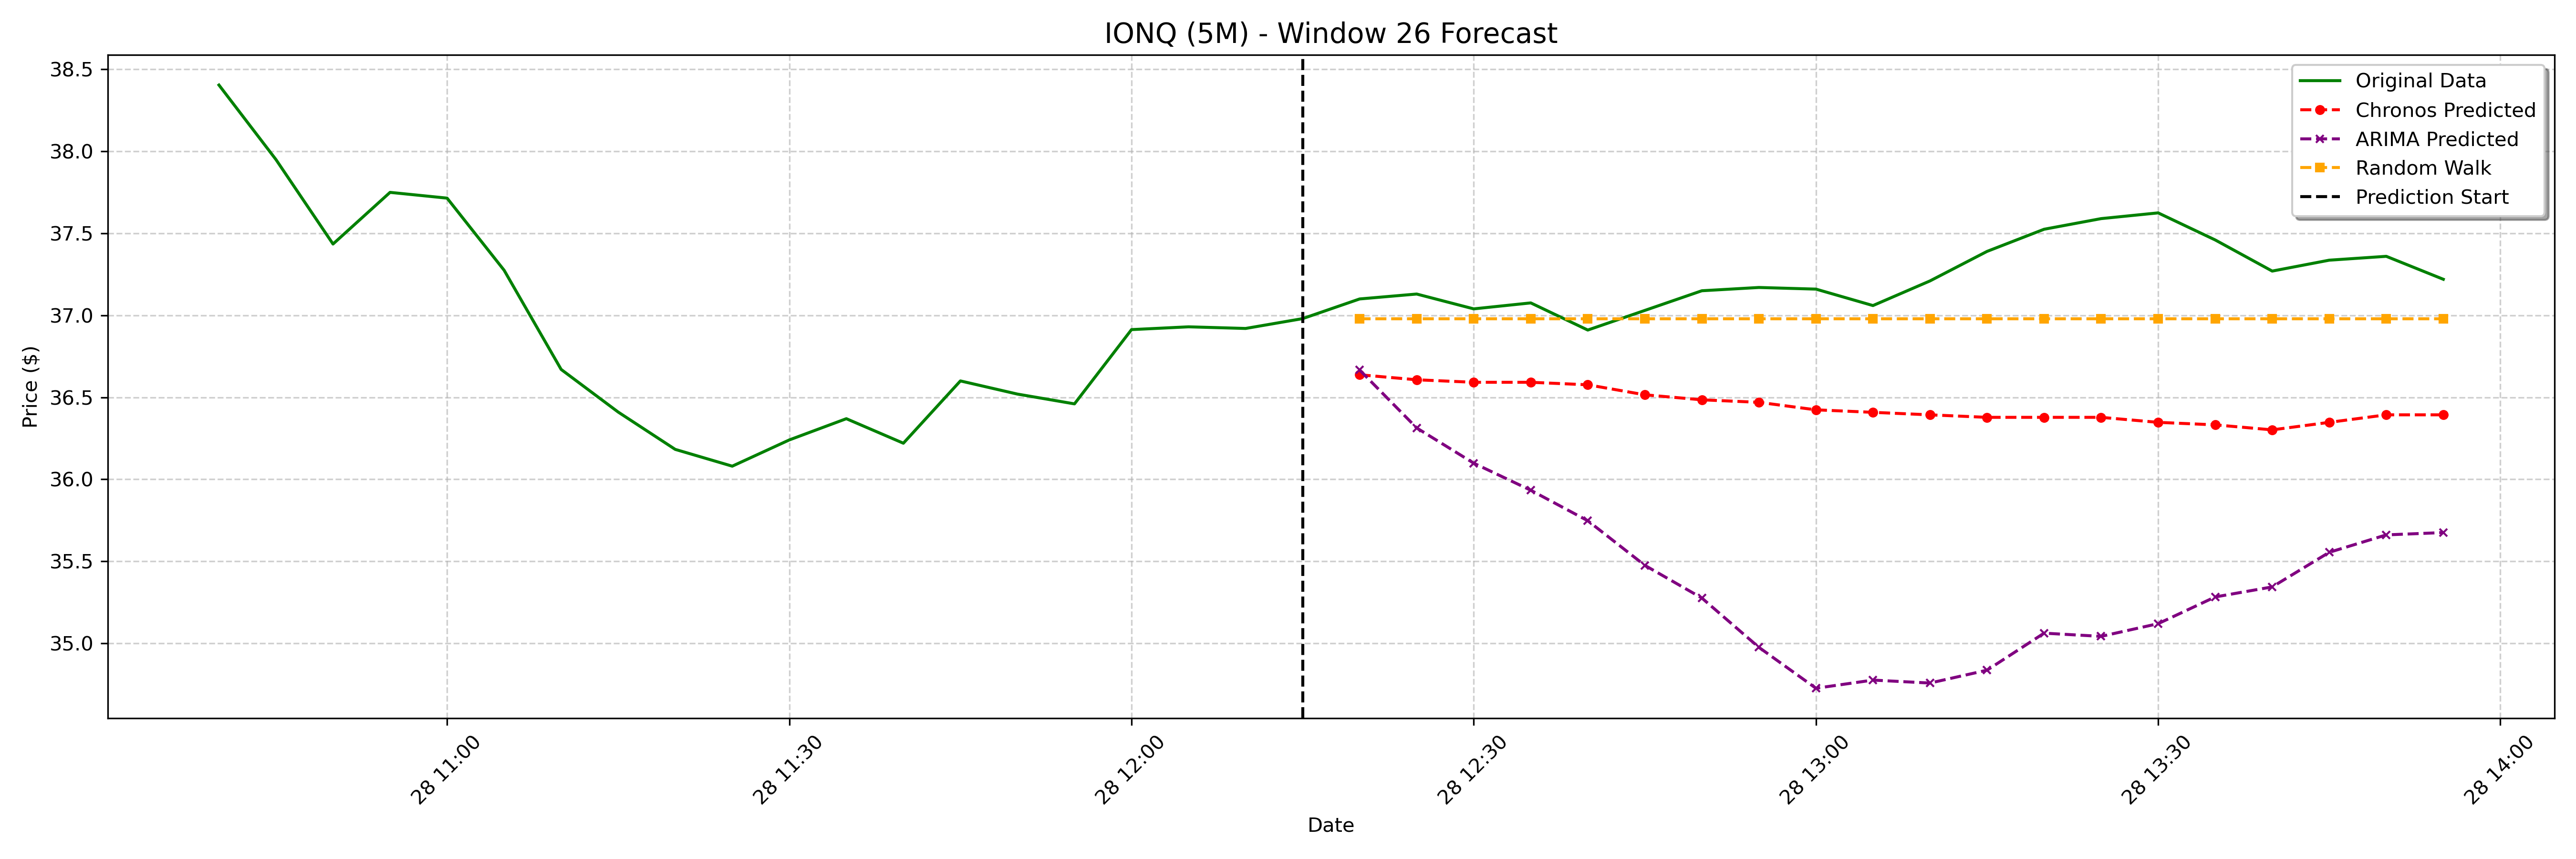 IONQ (5M) - Window 26 Forecast
Original Data
Chronos Predicted
ARIMA Predicted
Random Walk
Prediction Start
Price ($)
38.5
38.0
37.5
37.0
36.5
36.0
35.5
35.0
28 11:00
28 11:30
28 12:00
28 12:30
28 13:00
28 13:30
28 14:00
Date